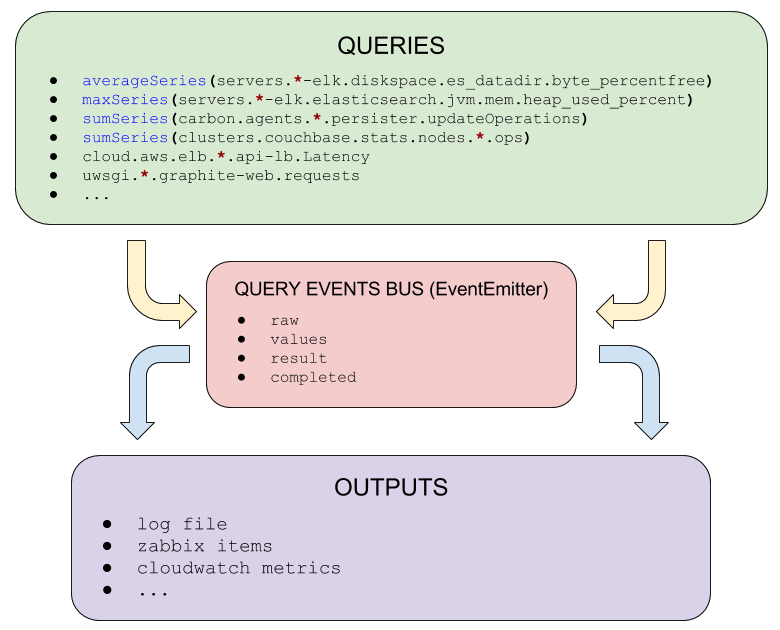 QUERIES
● averageSeries(servers.*-elk.diskspace.es_datadir.byte_percentfree)
● maxSeries(servers.*-elk.elasticsearch.jvm.mem.heap_used_percent)
● sumSeries(carbon.agents.*.persister.updateOperations)
● sumSeries(clusters.couchbase.stats.nodes.*.ops)
● cloud.aws.elb.*.api-lb.Latency
● uwsgi.*.graphite-web.requests
● ...
QUERY EVENTS BUS (EventEmitter)
● raw
● values
● result
● completed
OUTPUTS
● log file
● zabbix items
● cloudwatch metrics
● ...